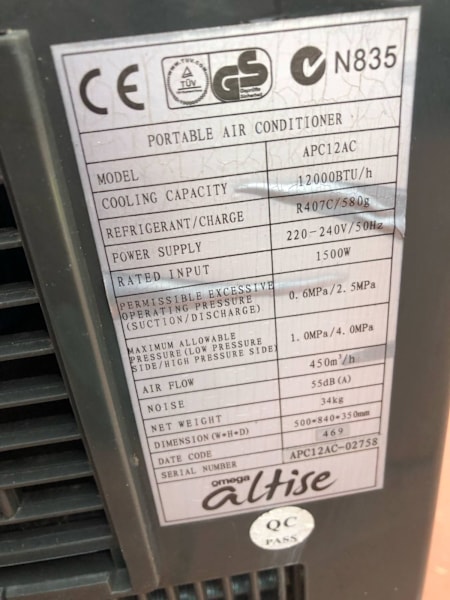 CE TÜV GS N835
PORTABLE AIR CONDITIONER
MODEL APC12AC
COOLING CAPACITY 12000BTU/h
REFRIGERANT/CHARGE R407C/580g
POWER SUPPLY 220-240V/50Hz
RATED INPUT 1500W
PERMISSIBLE EXCESSIVE
OPERATING PRESSURE 0.6MPa/2.5MPa
(SUCTION/DISCHARGE)
MAXIMUM ALLOWABLE
PRESSURE(LOW PRESSURE 1.0MPa/4.0MPa
SIDE/HIGH PRESSURE SIDE)
AIR FLOW 450m³/h
NOISE 55dB(A)
NET WEIGHT 34kg
DIMENSION(W*H*D) 500*840*350mm
DATE CODE 469
SERIAL NUMBER APC12AC-02758
omega
altise
QC
PASS